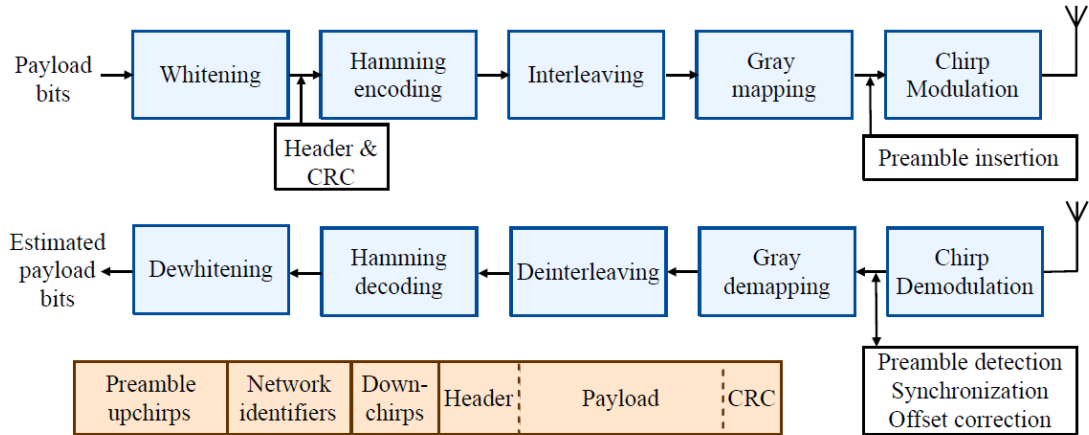 Payload
bits
Whitening
Hamming
encoding
Interleaving
Gray
mapping
Chirp
Modulation
Header &
CRC
Preamble insertion
Estimated
payload
bits
Dewhitening
Hamming
decoding
Deinterleaving
Gray
demapping
Chirp
Demodulation
Preamble detection
Synchronization
Offset correction
Preamble
upchirps
Network
identifiers
Down-
chirps
Header
Payload
CRC